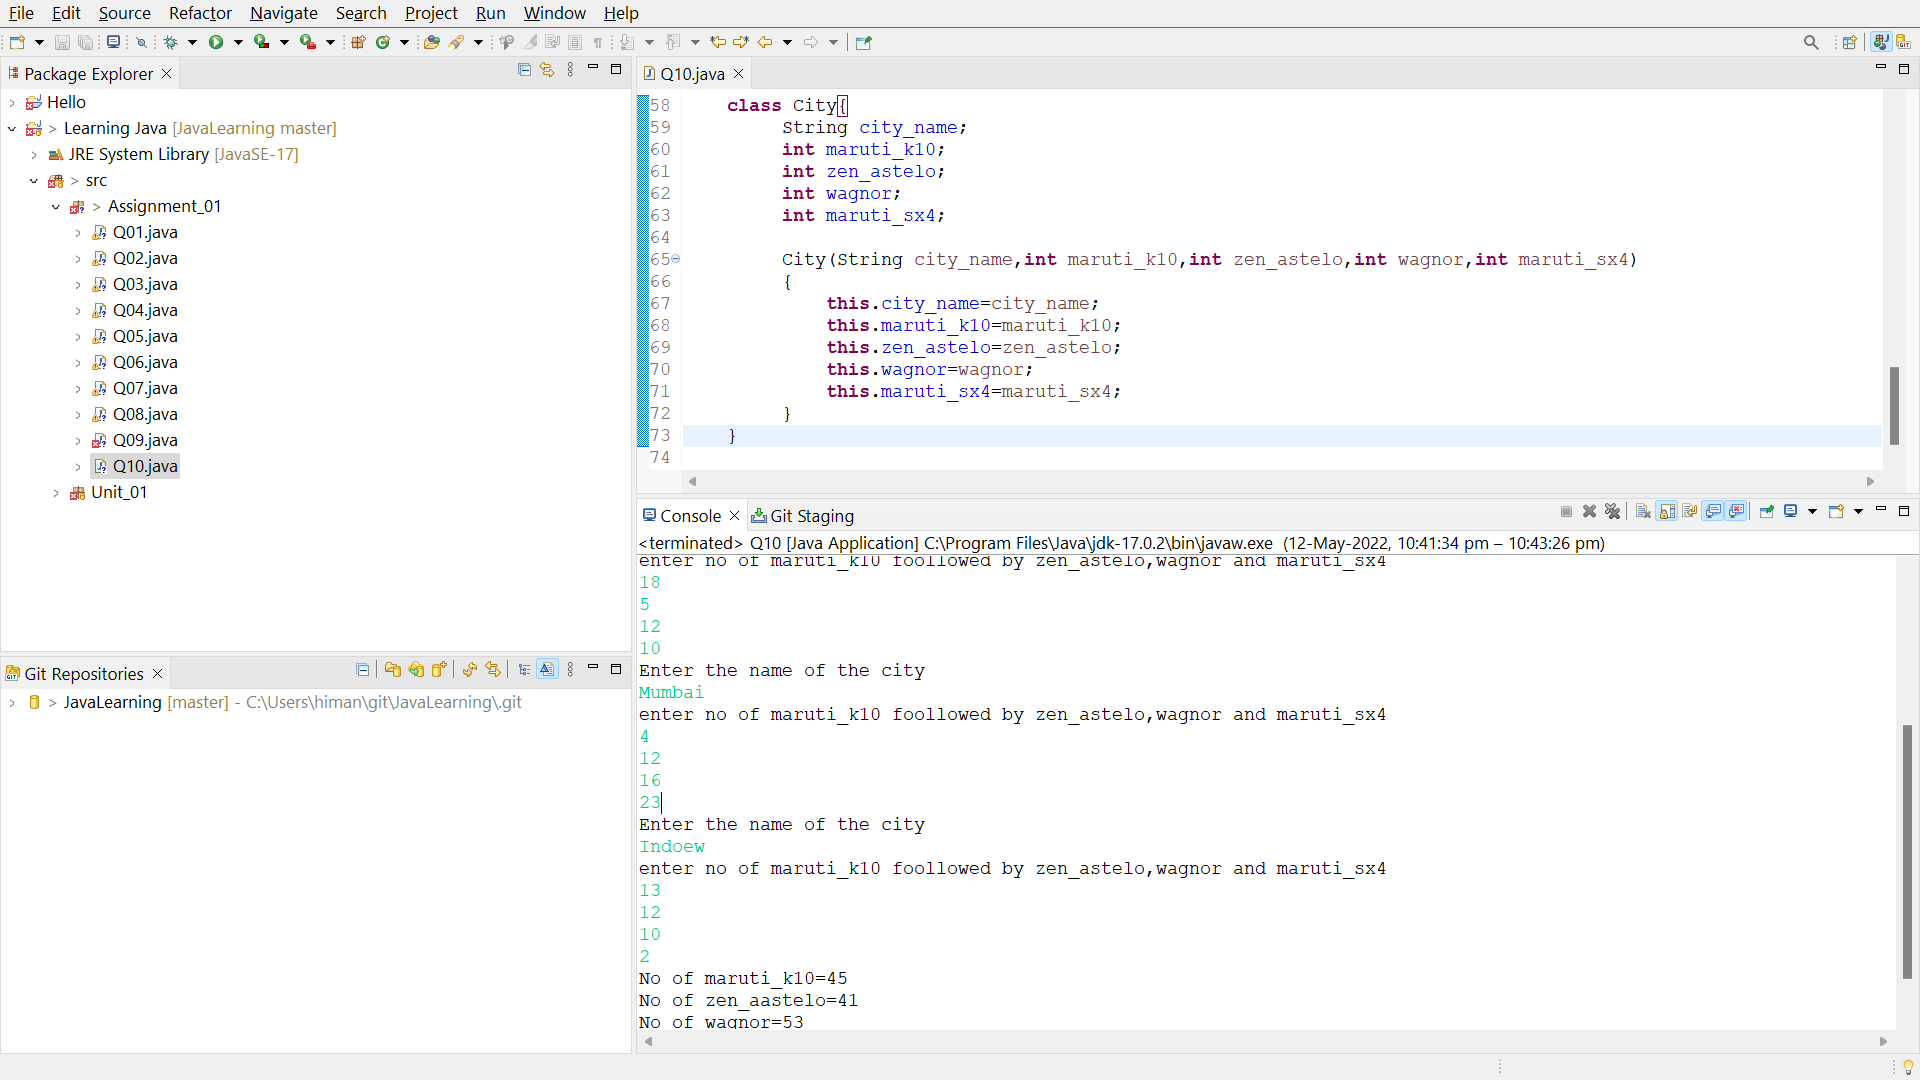 File Edit Source Refactor Navigate Search Project Run Window Help
Package Explorer
Hello
> Learning Java [JavaLearning master]
JRE System Library [JavaSE-17]
> src
> Assignment_01
Q01.java
Q02.java
Q03.java
Q04.java
Q05.java
Q06.java
Q07.java
Q08.java
Q09.java
Q10.java
Unit_01
Git Repositories
> JavaLearning [master] - C:\Users\himan\git\JavaLearning\.git
Q10.java
58 class City{
59 String city_name;
60 int maruti_k10;
61 int zen_astelo;
62 int wagnor;
63 int maruti_sx4;
64
65 City(String city_name,int maruti_k10,int zen_astelo,int wagnor,int maruti_sx4)
66 {
67 this.city_name=city_name;
68 this.maruti_k10=maruti_k10;
69 this.zen_astelo=zen_astelo;
70 this.wagnor=wagnor;
71 this.maruti_sx4=maruti_sx4;
72 }
73 }
74
Console Git Staging
<terminated> Q10 [Java Application] C:\Program Files\Java\jdk-17.0.2\bin\javaw.exe (12-May-2022, 10:41:34 pm – 10:43:26 pm)
enter no of maruti_k10 foollowed by zen_astelo,wagnor and maruti_sx4
18
5
12
10
Enter the name of the city
Mumbai
enter no of maruti_k10 foollowed by zen_astelo,wagnor and maruti_sx4
4
12
16
23
Enter the name of the city
Indoew
enter no of maruti_k10 foollowed by zen_astelo,wagnor and maruti_sx4
13
12
10
2
No of maruti_k10=45
No of zen_aastelo=41
No of wagnor=53